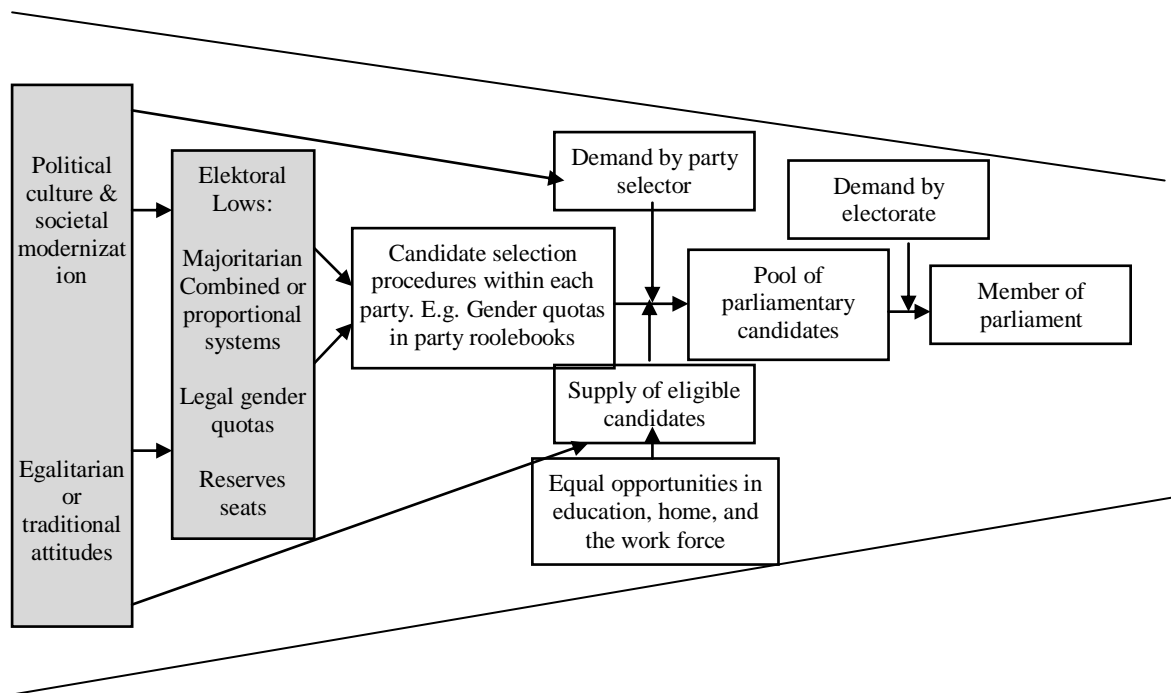 Political
culture &
societal
modernizat
ion
Egalitarian
or
traditional
attitudes
Elektoral
Lows:
Majoritarian
Combined or
proportional
systems
Legal gender
quotas
Reserves
seats
Candidate selection
procedures within each
party. E.g. Gender quotas
in party roolebooks
Demand by party
selector
Supply of eligible
candidates
Equal opportunities in
education, home, and
the work force
Pool of
parliamentary
candidates
Demand by
electorate
Member of
parliament